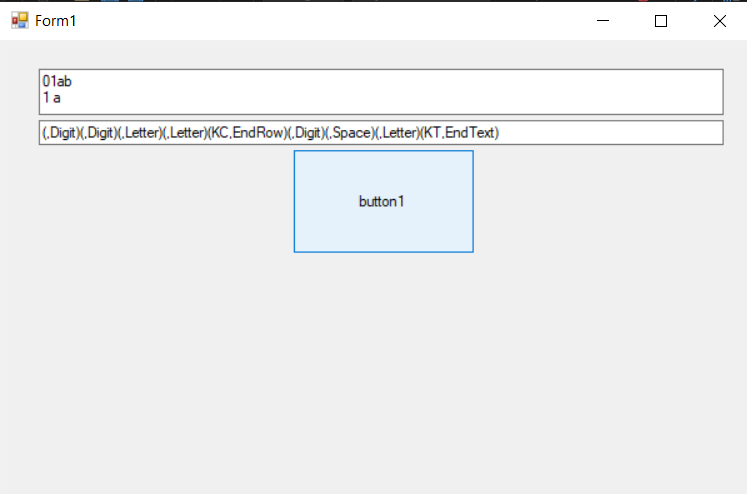 Form1
01ab
1 a
(,Digit)(,Digit)(,Letter)(,Letter)(KC,EndRow)(,Digit)(,Space)(,Letter)(KT,EndText)
button1